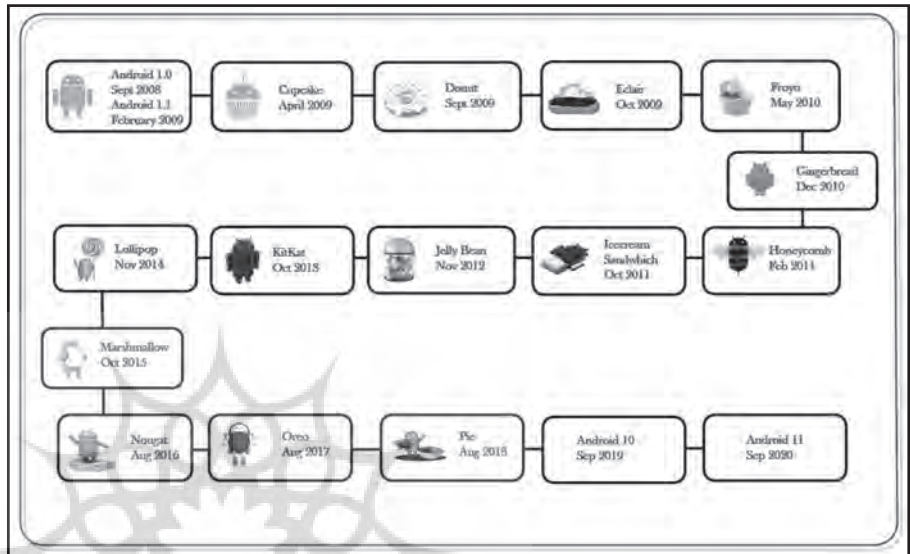 Android 1.0
Sept 2008
Android 1.1
February 2009
Cupcake
April 2009
Donut
Sept 2009
Eclair
Oct 2009
Froyo
May 2010
Gingerbread
Dec 2010
Honeycomb
Feb 2011
Icecream
Sandwhich
Oct 2011
Jelly Bean
Nov 2012
KitKat
Oct 2013
Lollipop
Nov 2014
Marshmallow
Oct 2015
Nougat
Aug 2016
Oreo
Aug 2017
Pie
Aug 2018
Android 10
Sep 2019
Android 11
Sep 2020